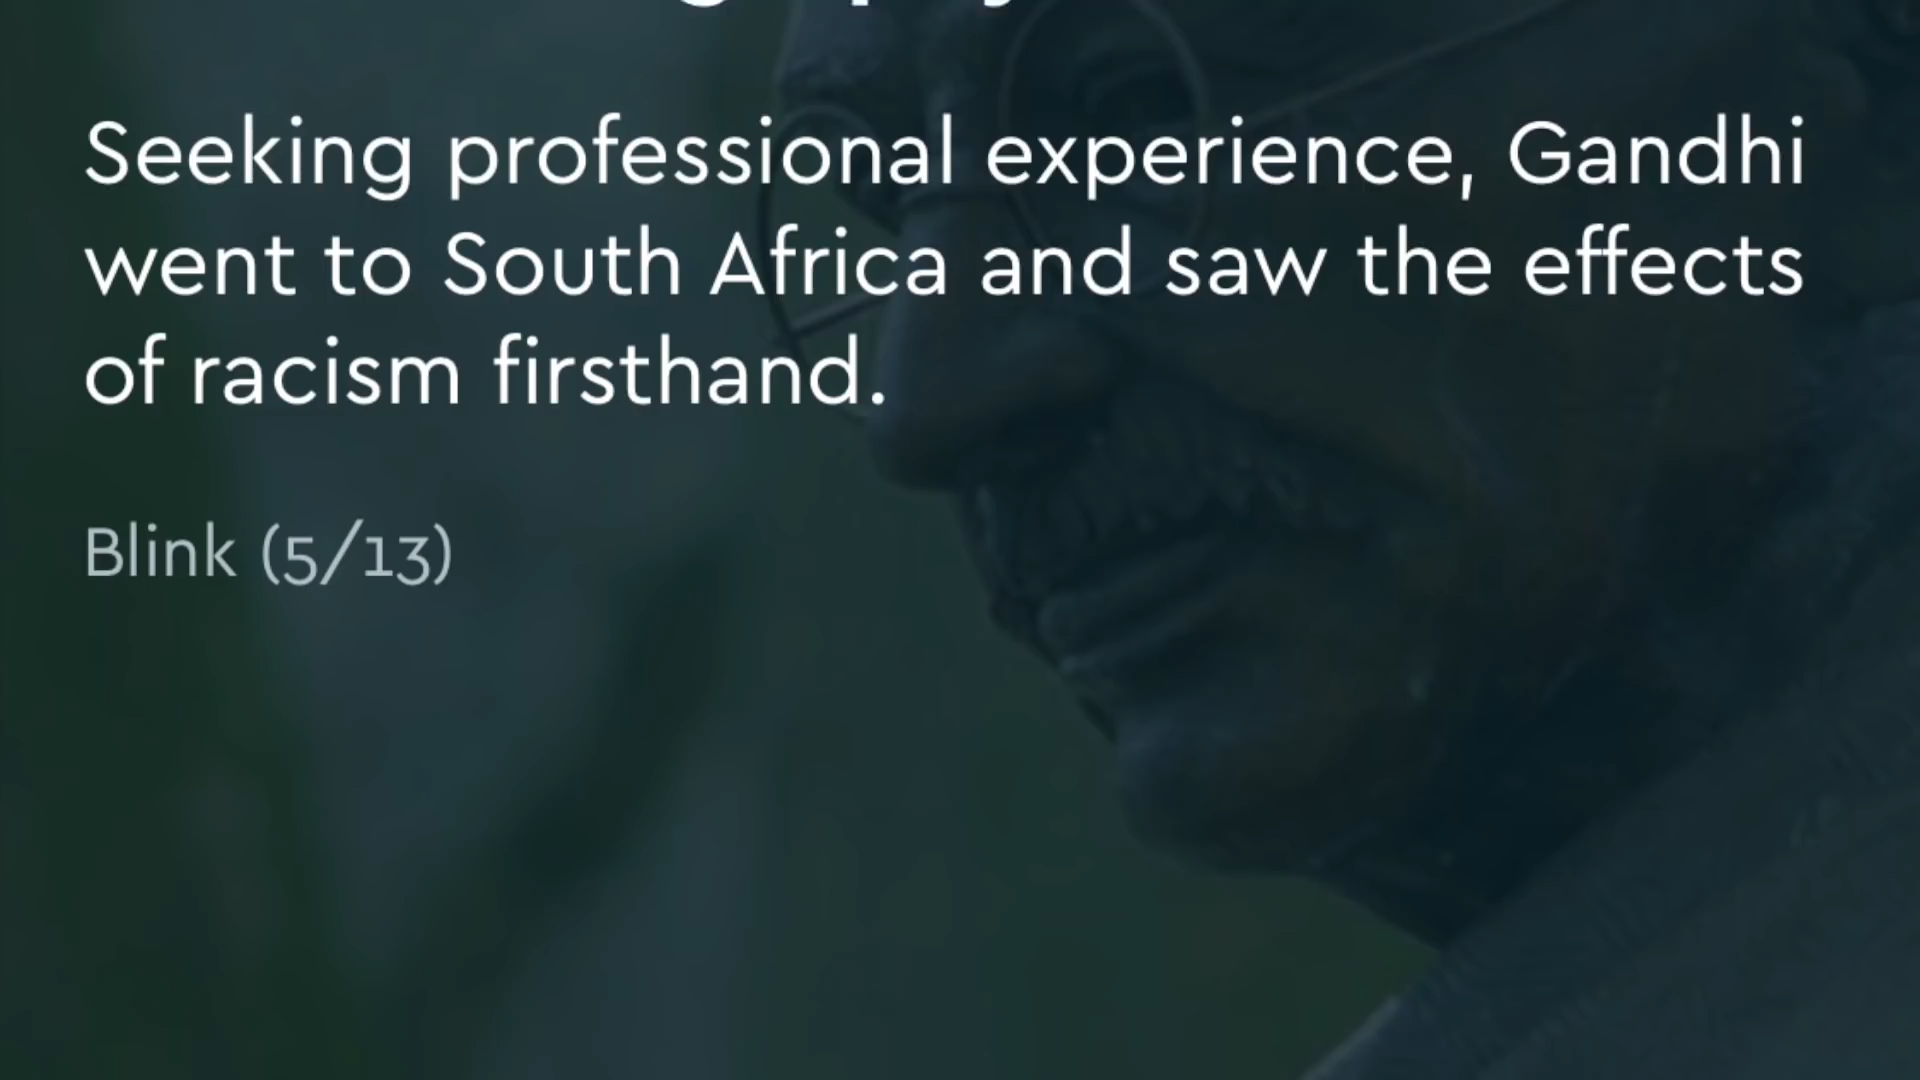 Seeking professional experience, Gandhi
went to South Africa and saw the effects
of racism firsthand.
Blink (5/13)